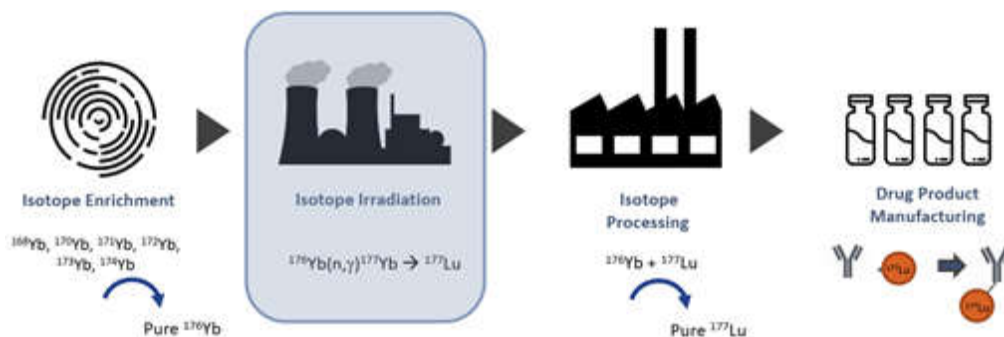 Isotope Enrichment
¹⁶⁸Yb, ¹⁷⁰Yb, ¹⁷¹Yb, ¹⁷²Yb,
¹⁷³Yb, ¹⁷⁴Yb
Pure ¹⁷⁶Yb
Isotope Irradiation
¹⁷⁶Yb(n,γ)¹⁷⁷Yb → ¹⁷⁷Lu
Isotope
Processing
¹⁷⁶Yb + ¹⁷⁷Lu
Pure ¹⁷⁷Lu
Drug Product
Manufacturing
¹⁷⁷Lu
¹⁷⁷Lu